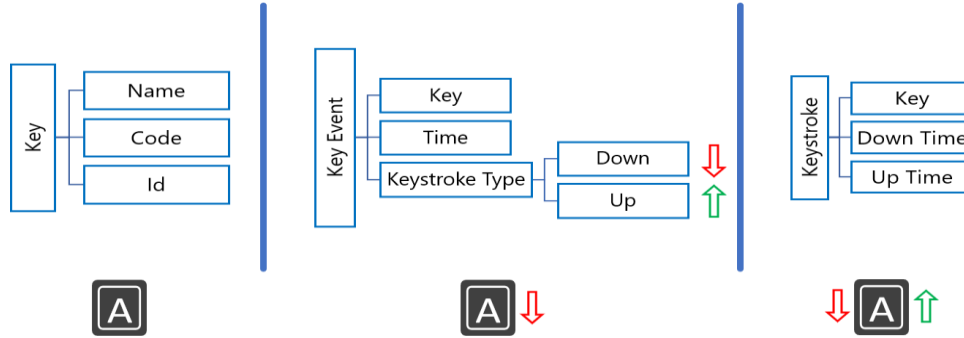 Key
Name
Code
Id
A
Key Event
Key
Time
Keystroke Type
Down
Up
A
Keystroke
Key
Down Time
Up Time
A